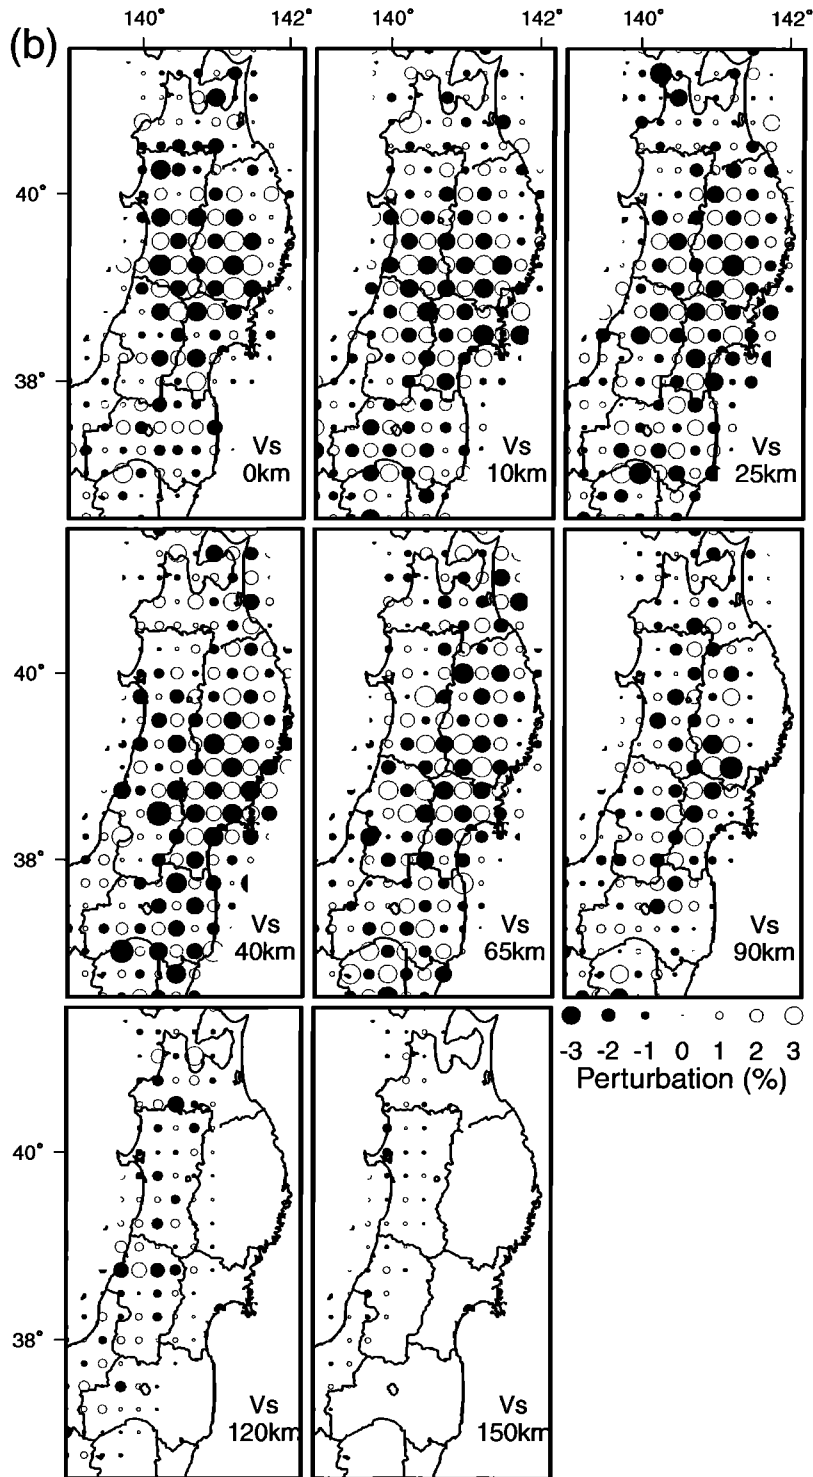 140° 142° 140° 142° 140° 142°
(b)
40°
38°
Vs Vs Vs
0km 10km 25km
40°
38°
Vs Vs Vs
40km 65km 90km
-3 -2 -1 0 1 2 3
Perturbation (%)
40°
38°
Vs Vs
120km 150km